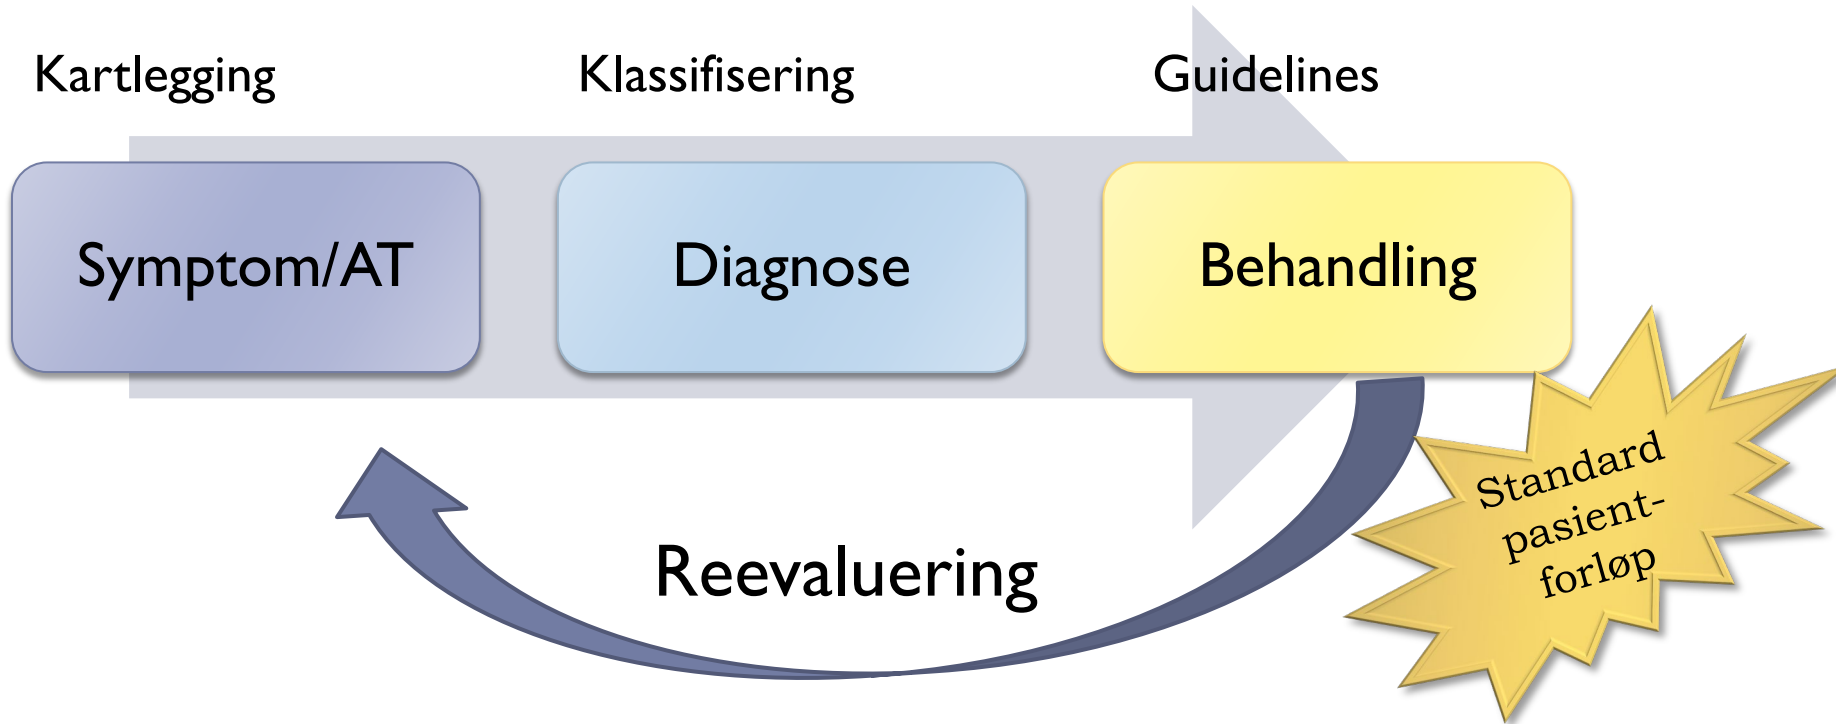 Kartlegging
Klassifisering
Guidelines
Symptom/AT
Diagnose
Behandling
Reevaluering
Standard
pasient-
forløp